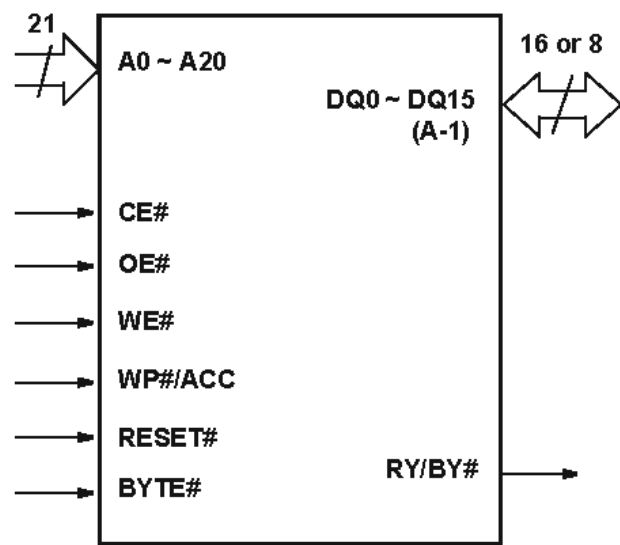 21
A0 ~ A20
16 or 8
DQ0 ~ DQ15
(A-1)
CE#
OE#
WE#
WP#/ACC
RESET#
RY/BY#
BYTE#